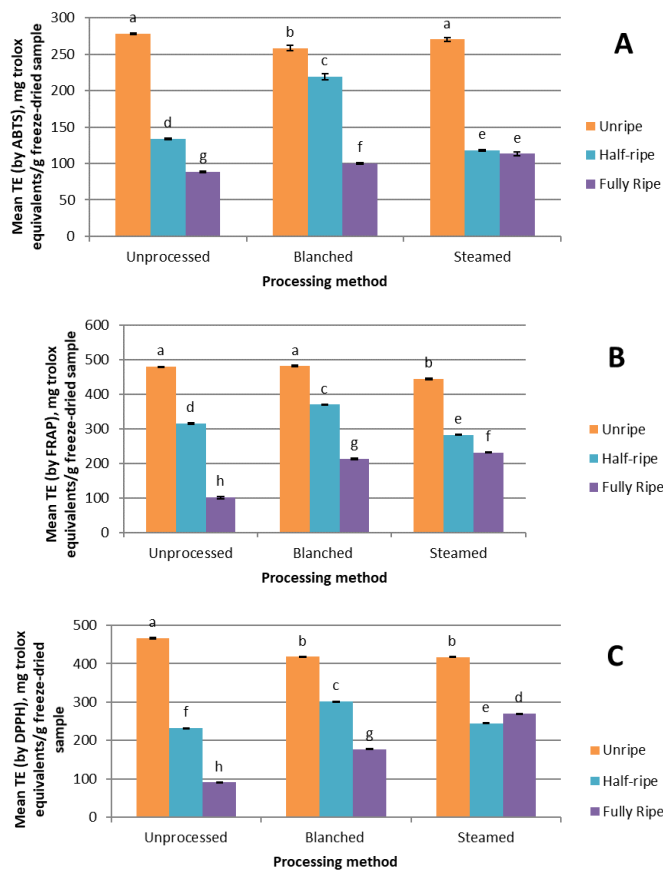 Mean TE (by ABTS), mg trolox
equivalents/g freeze-dried sample
300
250
200
150
100
50
0
a
d
g
b
c
f
a
e
e
Unprocessed
Blanched
Steamed
Processing method
A
Unripe
Half-ripe
Fully Ripe
Mean TE (by FRAP), mg trolox
equivalents/g freeze-dried sample
600
500
400
300
200
100
0
a
d
h
a
c
g
b
e
f
Unprocessed
Blanched
Steamed
Processing method
B
Unripe
Half-ripe
Fully Ripe
Mean TE (by DPPH), mg trolox
equivalents/g freeze-dried
sample
500
400
300
200
100
0
a
f
h
b
c
g
b
e
d
Unprocessed
Blanched
Steamed
Processing method
C
Unripe
Half-ripe
Fully Ripe